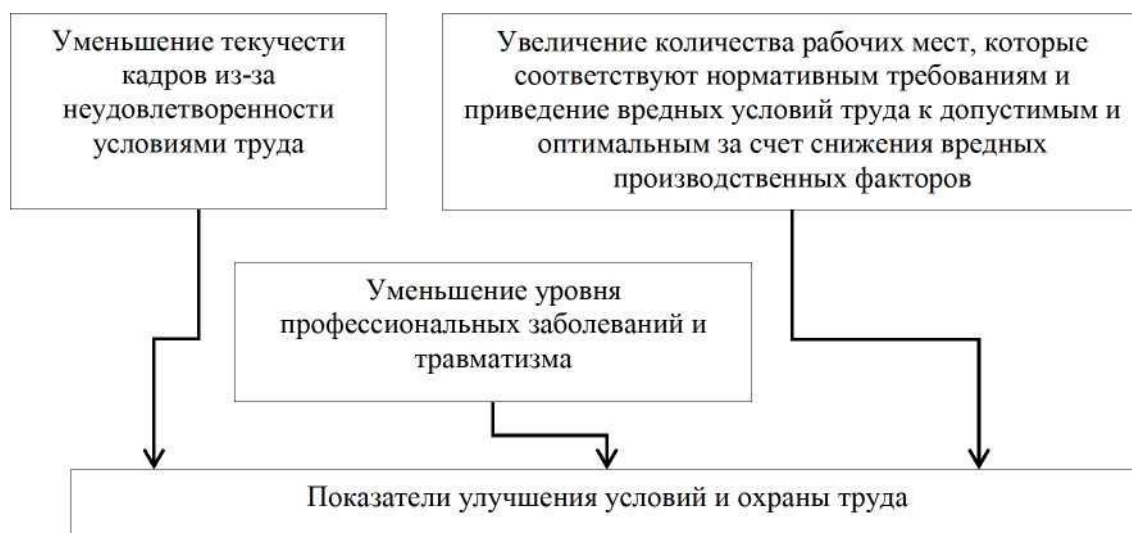 Уменьшение текучести
кадров из-за
неудовлетворенности
условиями труда
Увеличение количества рабочих мест, которые
соответствуют нормативным требованиям и
приведение вредных условий труда к допустимым и
оптимальным за счет снижения вредных
производственных факторов
Уменьшение уровня
профессиональных заболеваний и
травматизма
Показатели улучшения условий и охраны труда